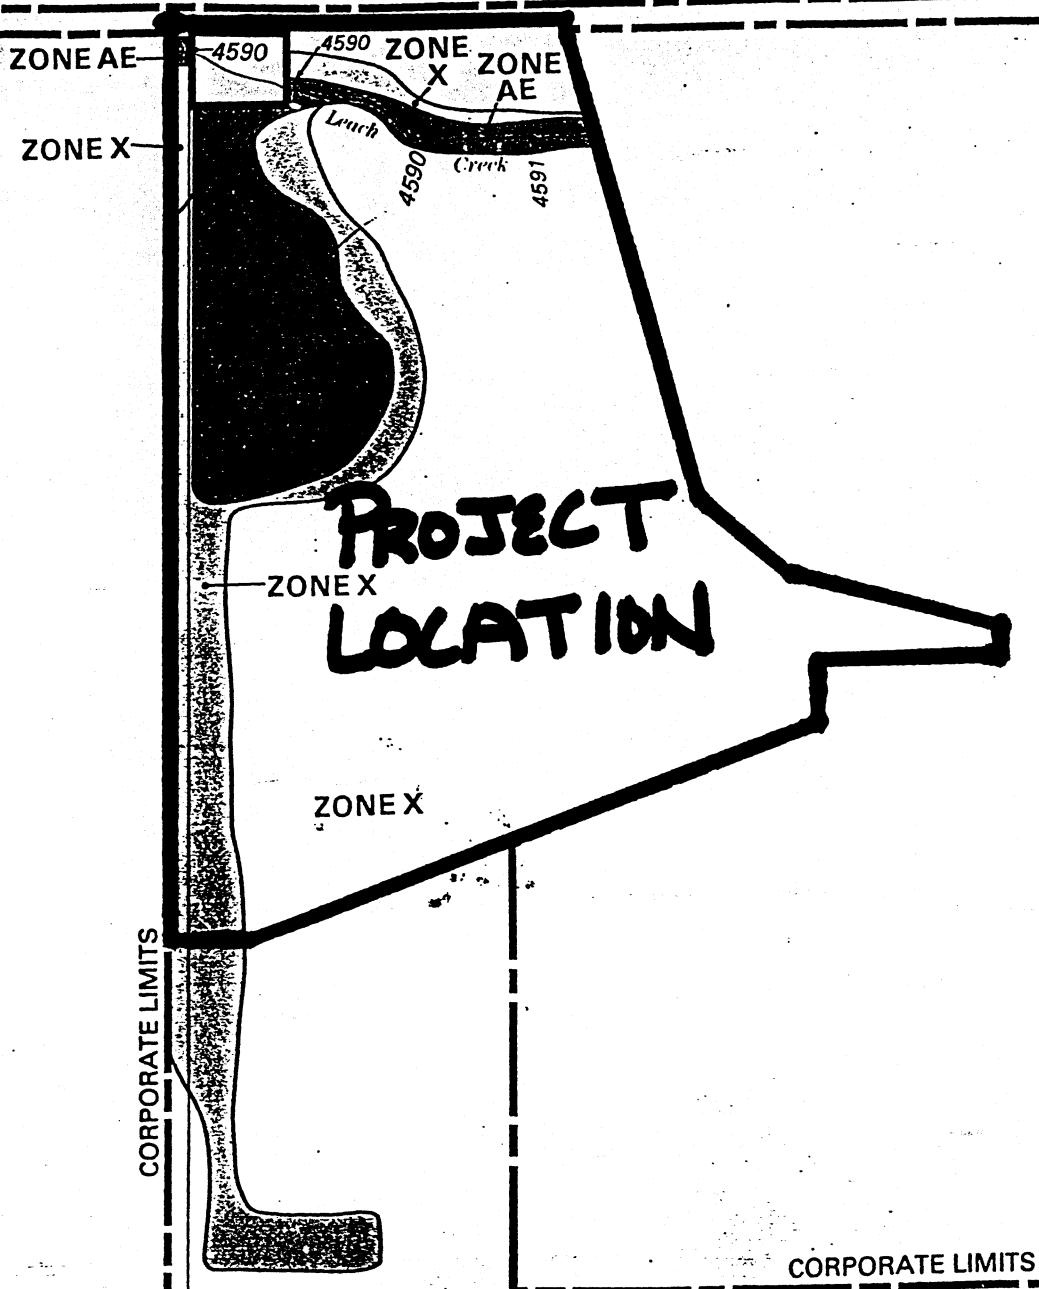 ZONE AE
4590
4590
ZONE
X
ZONE
AE
ZONE X
Leach
Creek
4590
4591
PROJECT
LOCATION
ZONE X
ZONE X
CORPORATE LIMITS
CORPORATE LIMITS